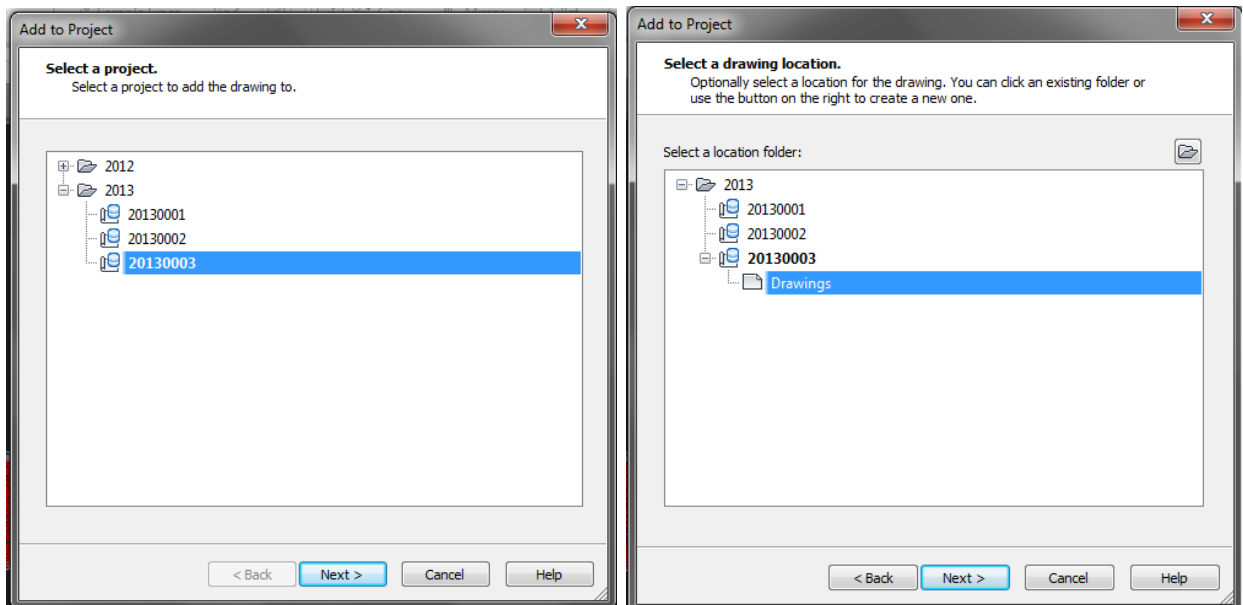 Add to Project
Select a project.
Select a project to add the drawing to.
2012
2013
20130001
20130002
20130003
< Back Next > Cancel Help
Add to Project
Select a drawing location.
Optionally select a location for the drawing. You can click an existing folder or
use the button on the right to create a new one.
Select a location folder:
2013
20130001
20130002
20130003
Drawings
< Back Next > Cancel Help